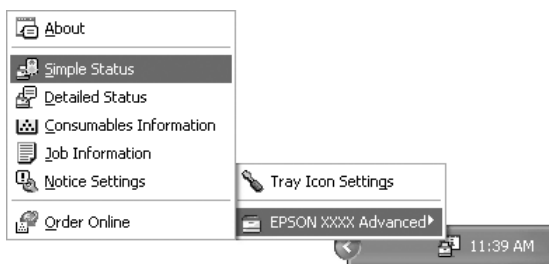 About
Simple Status
Detailed Status
Consumables Information
Job Information
Notice Settings
Order Online
Tray Icon Settings
EPSON XXXX Advanced
11:39 AM